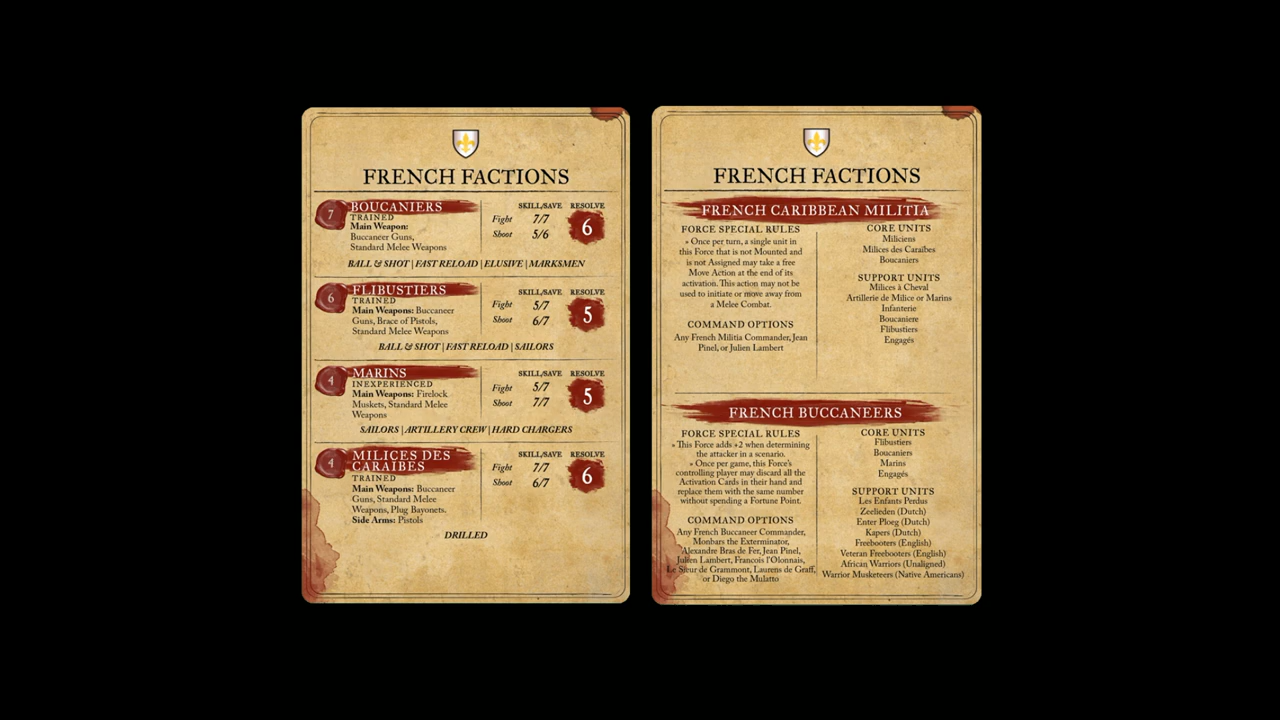 FRENCH FACTIONS
7
BOUCANIERS
TRAINED
Main Weapon:
Buccaneer Guns,
Standard Melee Weapons
SKILL/SAVE
Fight 7/7
Shoot 5/6
RESOLVE
6
BALL & SHOT | FAST RELOAD | ELUSIVE | MARKSMEN
6
FLIBUSTIERS
TRAINED
Main Weapons: Buccaneer
Guns, Brace of Pistols,
Standard Melee Weapons
SKILL/SAVE
Fight 5/7
Shoot 6/7
RESOLVE
5
BALL & SHOT | FAST RELOAD | SAILORS
4
MARINS
INEXPERIENCED
Main Weapons: Firelock
Muskets, Standard Melee
Weapons
SKILL/SAVE
Fight 5/7
Shoot 7/7
RESOLVE
5
SAILORS | ARTILLERY CREW | HARD CHARGERS
4
MILICES DES
CARAIBES
TRAINED
Main Weapons: Buccaneer
Guns, Standard Melee
Weapons, Plug Bayonets.
Side Arms: Pistols
SKILL/SAVE
Fight 7/7
Shoot 6/7
RESOLVE
6
DRILLED
FRENCH FACTIONS
FRENCH CARIBBEAN MILITIA
FORCE SPECIAL RULES
• Once per turn, a single unit in
this Force that is not Mounted and
is not Assigned may take a free
Move Action at the end of its
activation. This action may not be
used to initiate or move away from
a Melee Combat.
COMMAND OPTIONS
Any French Militia Commander, Jean
Pinel, or Julien Lambert
CORE UNITS
Miliciens
Milices des Caraïbes
Boucaniers
SUPPORT UNITS
Milices à Cheval
Artillerie de Milice or Marins
Infanterie
Boucaniere
Flibustiers
Engagés
FRENCH BUCCANEERS
FORCE SPECIAL RULES
• This Force adds +2 when determining
the attacker in a scenario.
• Once per game, this Force's
controlling player may discard all the
Activation Cards in their hand and
replace them with the same number
without spending a Fortune Point.
COMMAND OPTIONS
Any French Buccaneer Commander,
Monbars the Exterminator,
Alexandre Bras de Fer, Jean Pinel,
Julien Lambert, Francois l'Olonnais,
Le Sieur de Grammont, Laurens de Graff,
or Diego the Mulatto
CORE UNITS
Flibustiers
Boucaniers
Marins
Engagés
SUPPORT UNITS
Les Enfants Perdus
Zeelieden (Dutch)
Enter Ploeg (Dutch)
Kapers (Dutch)
Freebooters (English)
Veteran Freebooters (English)
African Warriors (Unaligned)
Warrior Musketeers (Native Americans)